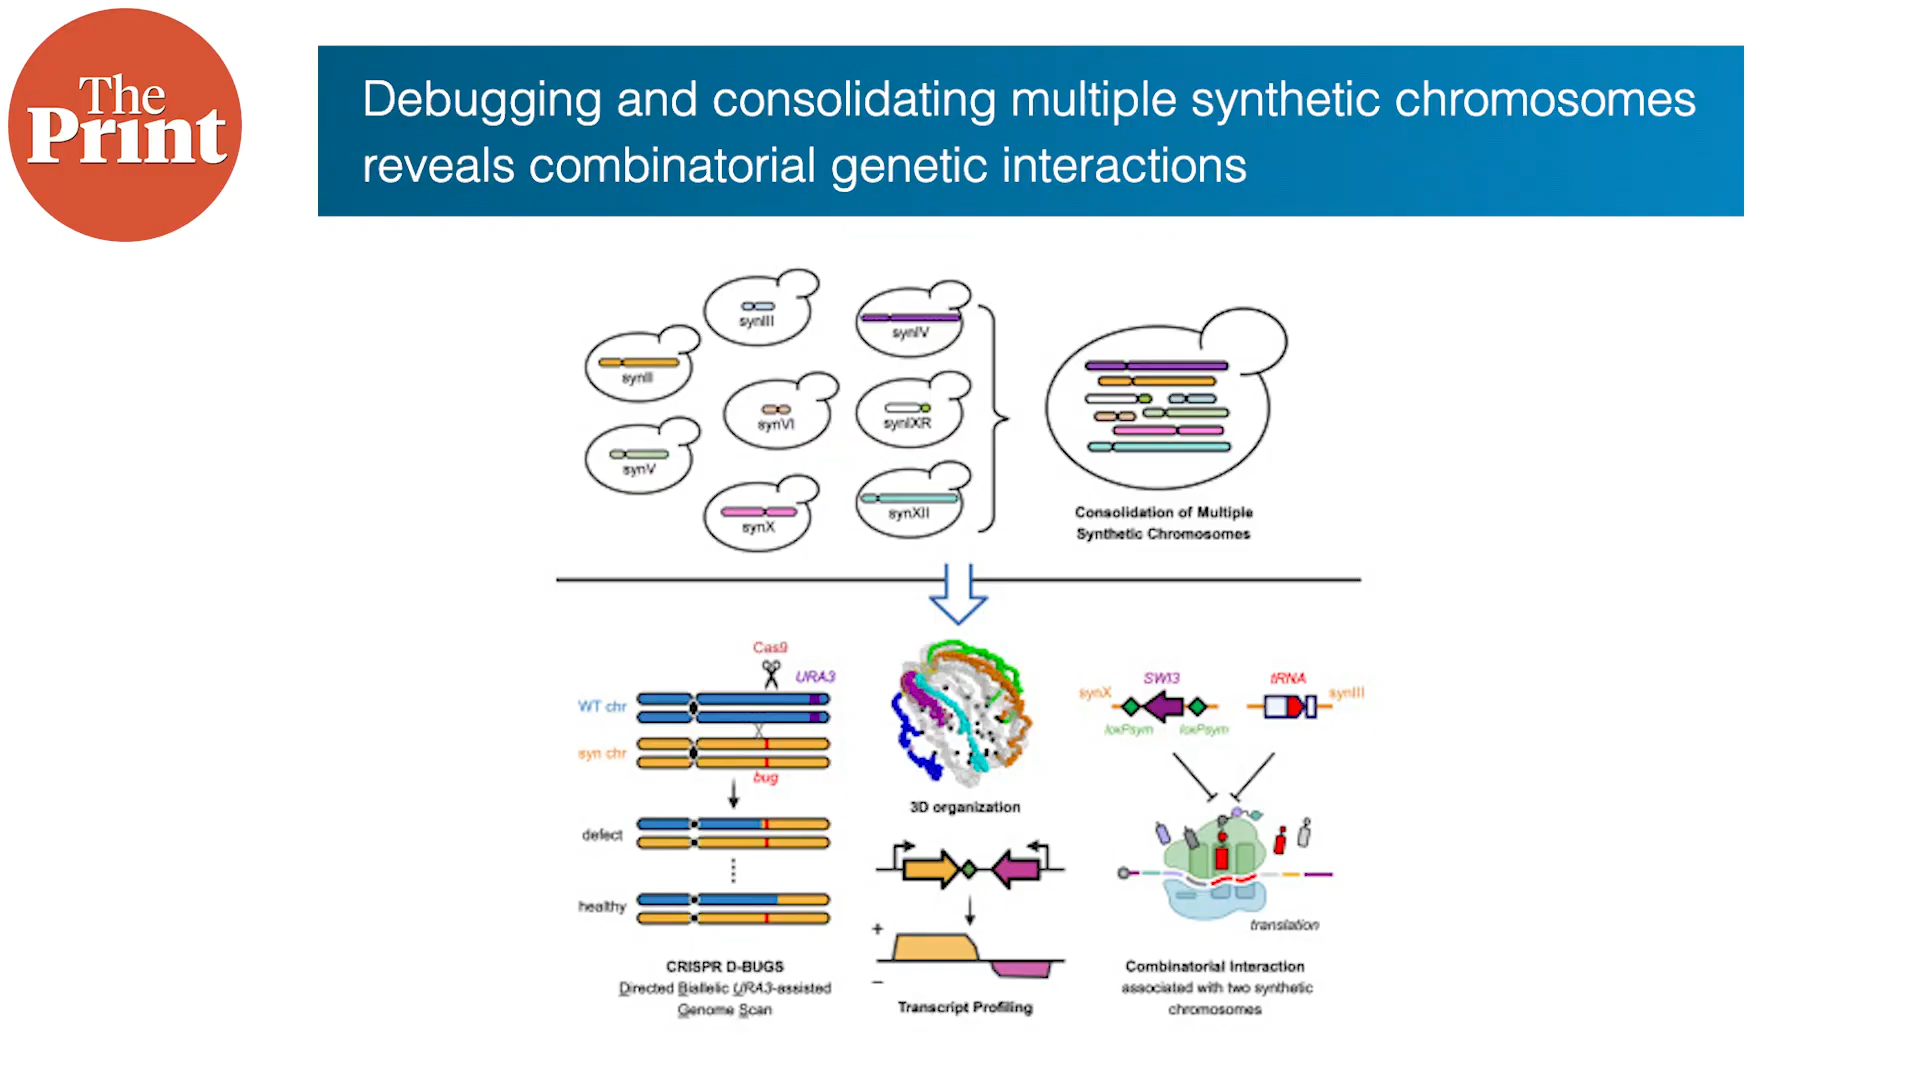 The
Print
Debugging and consolidating multiple synthetic chromosomes
reveals combinatorial genetic interactions
synIII
synIV
synII
synVI
synIXR
synV
synX
synXII
Consolidation of Multiple
Synthetic Chromosomes
Cas9
URA3
WT chr
syn chr
bug
defect
healthy
CRISPR D-BUGS
Directed Biallelic URA3-assisted
Genome Scan
3D organization
+
–
Transcript Profiling
SWI3
tRNA
synX
synIII
loxPsym
loxPsym
translation
Combinatorial Interaction
associated with two synthetic
chromosomes